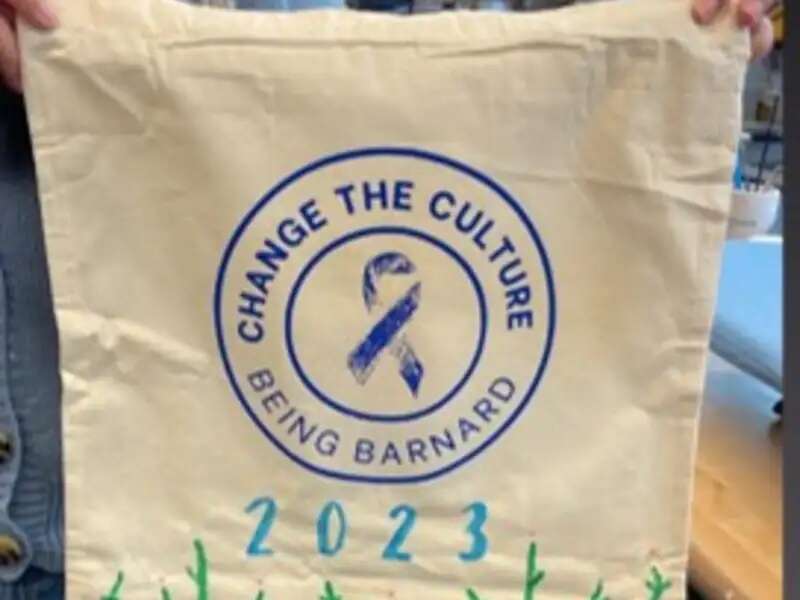 CHANGE THE CULTURE
BEING BARNARD
2023